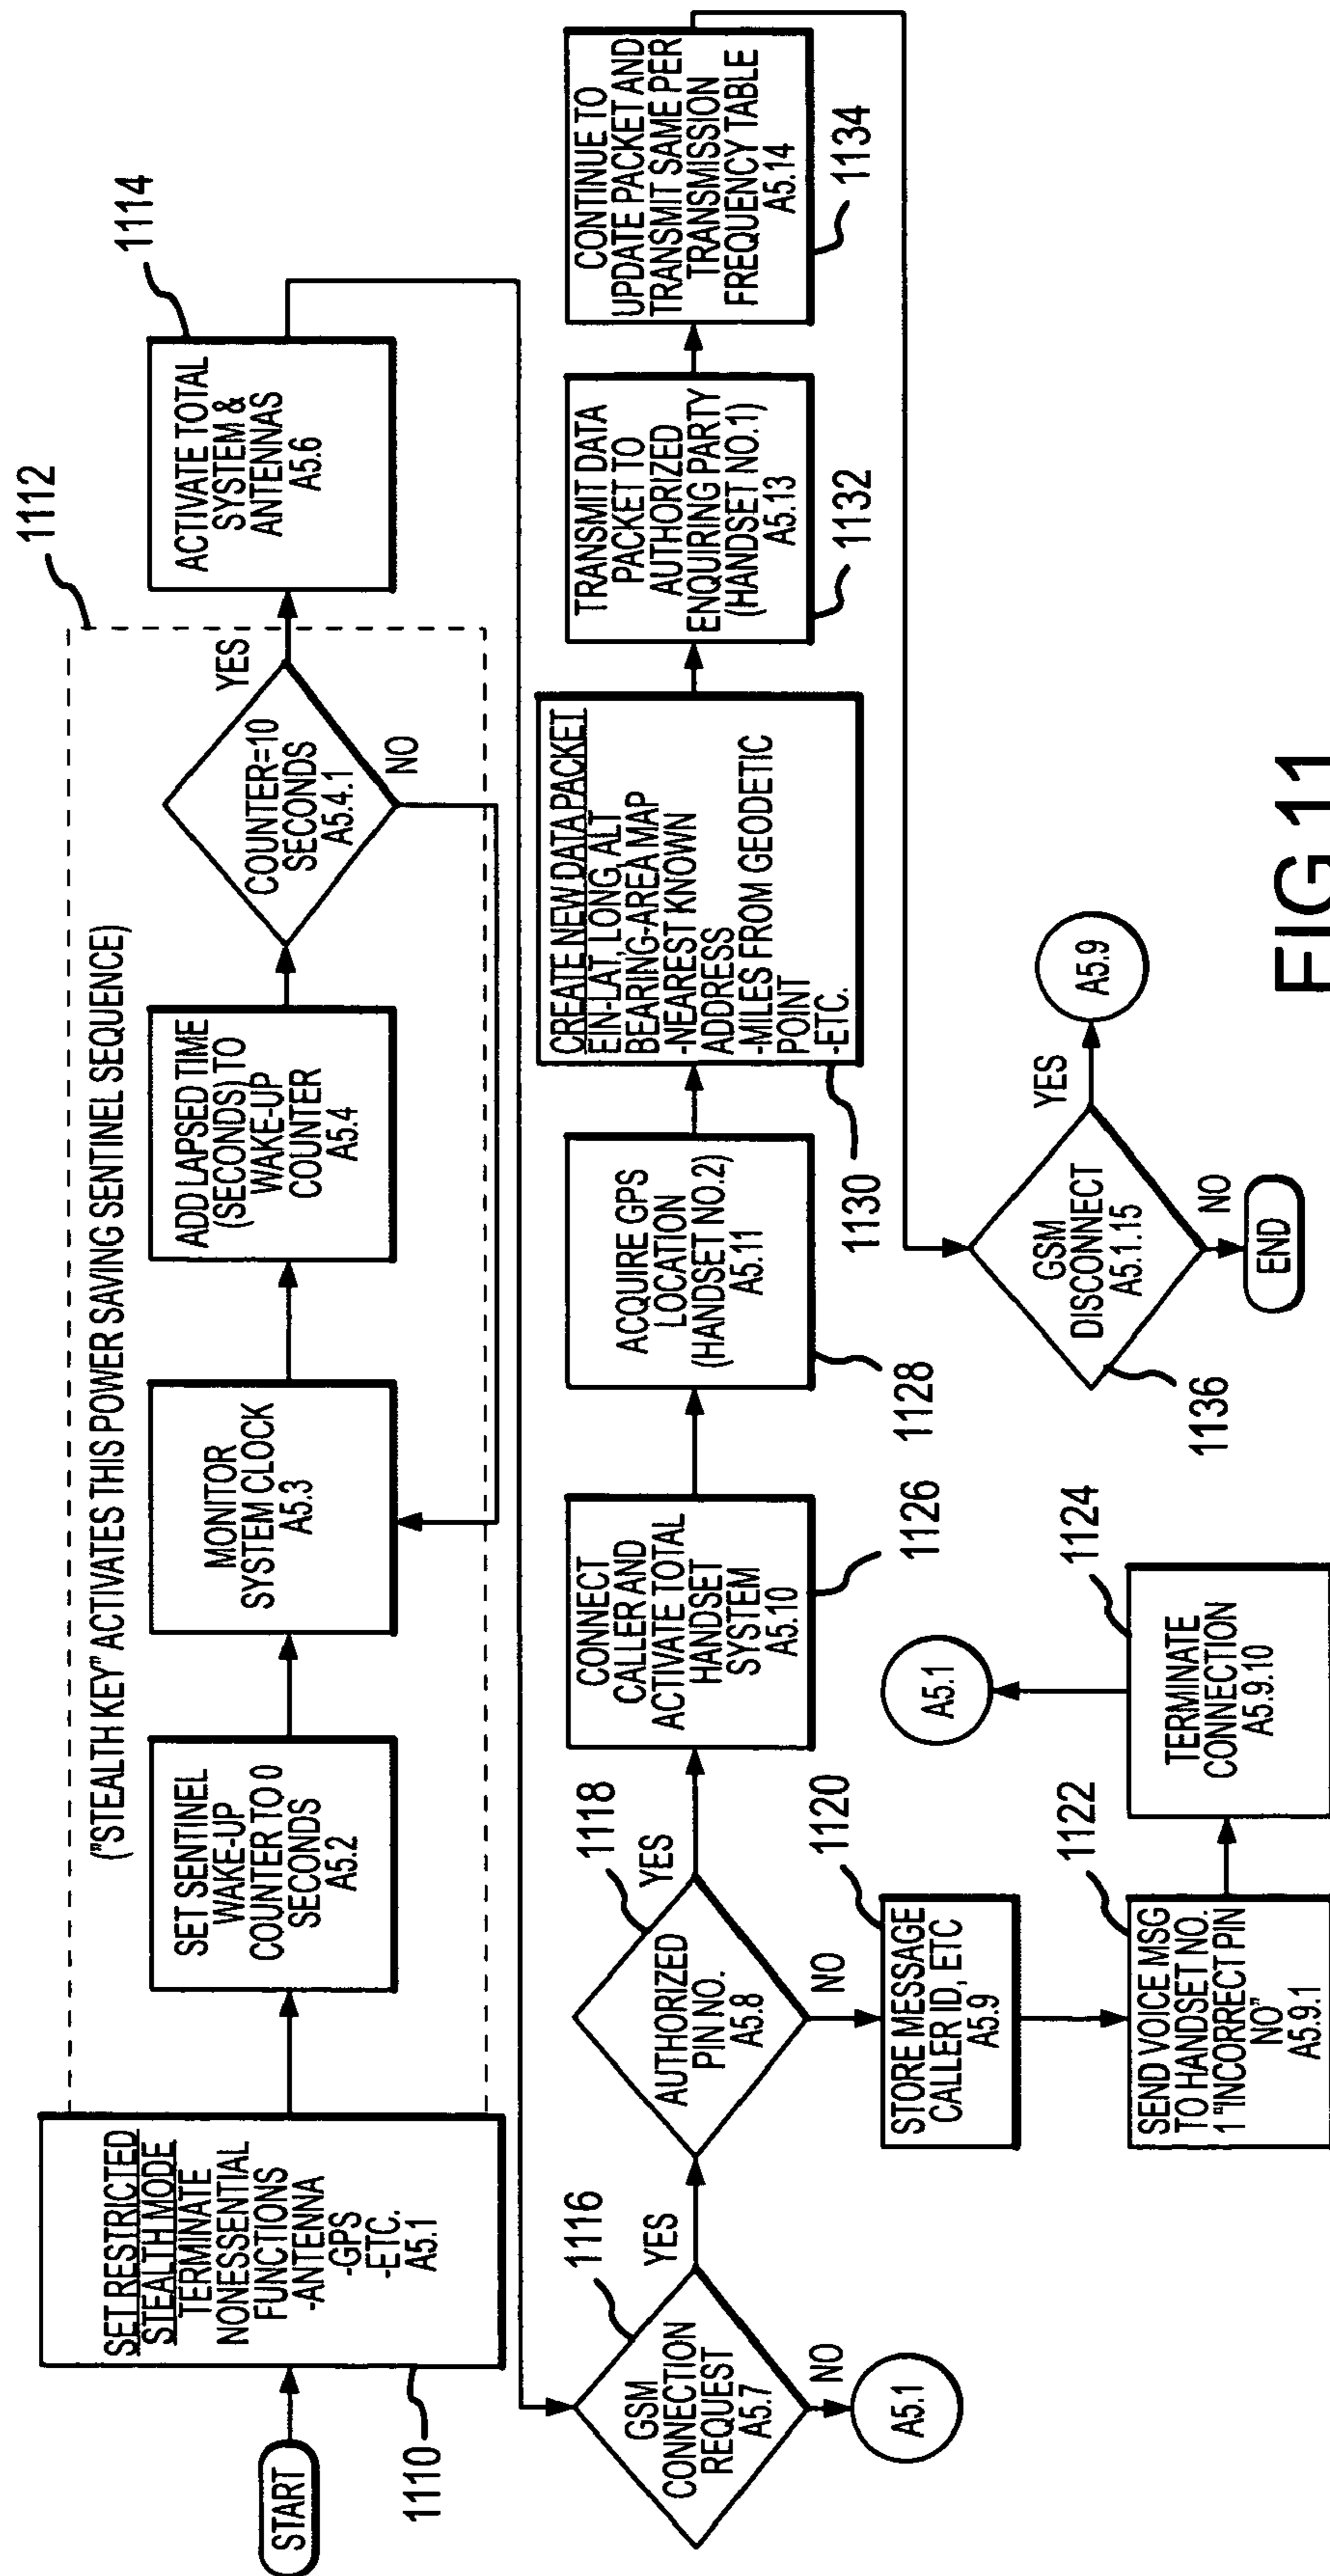 ("STEALTH KEY" ACTIVATES THIS POWER SAVING SENTINEL SEQUENCE)
1112
1114
START
SET RESTRICTED
STEALTH MODE
TERMINATE
NONESSENTIAL
FUNCTIONS
-ANTENNA
-GPS
-ETC.
A5.1
1110
SET SENTINEL
WAKE-UP
COUNTER TO 0
SECONDS
A5.2
MONITOR
SYSTEM CLOCK
A5.3
ADD LAPSED TIME
(SECONDS) TO
WAKE-UP
COUNTER
A5.4
COUNTER=10
SECONDS
A5.4.1
YES
NO
ACTIVATE TOTAL
SYSTEM &
ANTENNAS
A5.6
1116
GSM
CONNECTION
REQUEST
A5.7
YES
NO
A5.1
1118
AUTHORIZED
PIN NO.
A5.8
YES
NO
1120
STORE MESSAGE
CALLER ID, ETC
A5.9
1122
SEND VOICE MSG
TO HANDSET NO.
1 "INCORRECT PIN
NO"
A5.9.1
1124
TERMINATE
CONNECTION
A5.9.10
A5.1
CONNECT
CALLER AND
ACTIVATE TOTAL
HANDSET
SYSTEM
A5.10
1126
ACQUIRE GPS
LOCATION
(HANDSET NO.2)
A5.11
1128
CREATE NEW DATA PACKET
EIN-LAT, LONG, ALT
BEARING-AREA MAP
-NEAREST KNOWN
ADDRESS
-MILES FROM GEODETIC
POINT
-ETC.
1130
TRANSMIT DATA
PACKET TO
AUTHORIZED
ENQUIRING PARTY
(HANDSET NO.1)
A5.13
1132
CONTINUE TO
UPDATE PACKET AND
TRANSMIT SAME PER
TRANSMISSION
FREQUENCY TABLE
A5.14
1134
GSM
DISCONNECT
A5.1.15
1136
YES
A5.9
NO
END
FIG.11